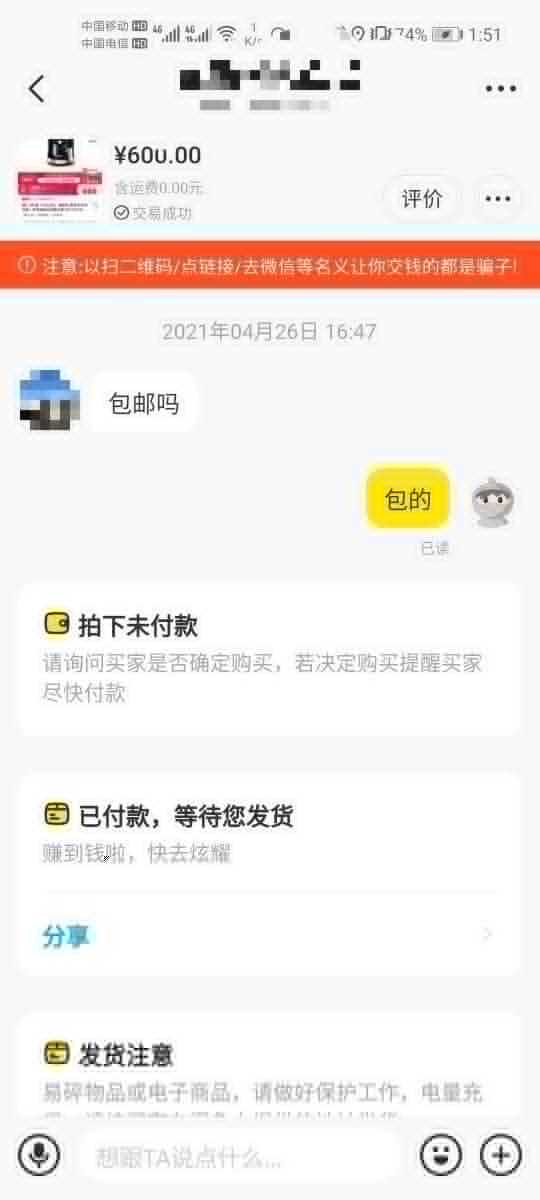 中国移动 HD 4G 4G 1 74% 1:51
中国电信 HD K/s
¥600.00
含运费0.00元
交易成功
评价
注意:以扫二维码/点链接/去微信等名义让你交钱的都是骗子!
2021年04月26日 16:47
包邮吗
包的
已读
拍下未付款
请询问买家是否确定购买，若决定购买提醒买家
尽快付款
已付款，等待您发货
赚到钱啦，快去炫耀
分享
发货注意
易碎物品或电子商品，请做好保护工作，电量充
想跟TA说点什么...